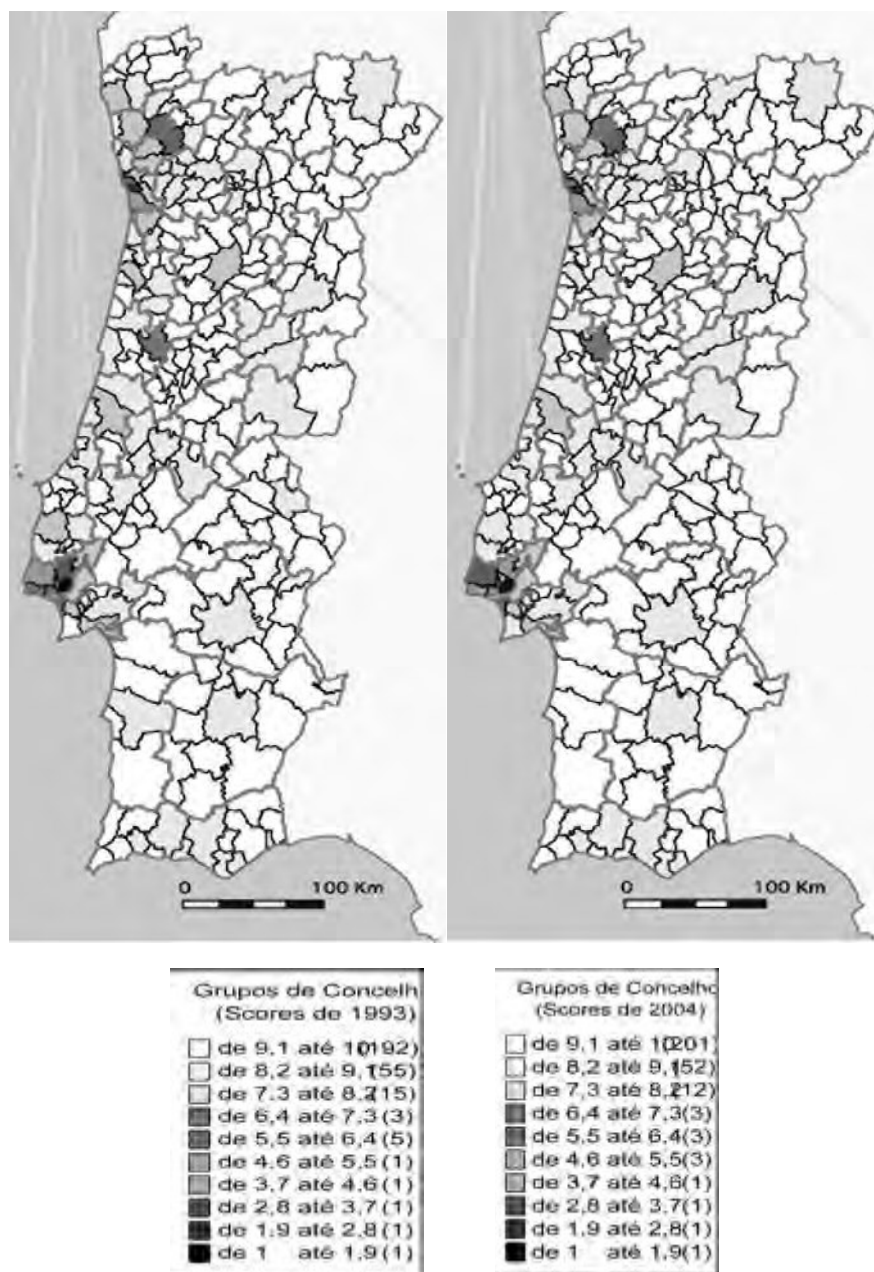 0 100 Km
0 100 Km
Grupos de Concelh
(Scores de 1993)
de 9,1 até 10(192)
de 8,2 até 9,1(55)
de 7,3 até 8,2(15)
de 6,4 até 7,3(3)
de 5,5 até 6,4(5)
de 4,6 até 5,5(1)
de 3,7 até 4,6(1)
de 2,8 até 3,7(1)
de 1,9 até 2,8(1)
de 1 até 1,9(1)
Grupos de Concelho
(Scores de 2004)
de 9,1 até 10(201)
de 8,2 até 9,1(52)
de 7,3 até 8,2(12)
de 6,4 até 7,3(3)
de 5,5 até 6,4(3)
de 4,6 até 5,5(3)
de 3,7 até 4,6(1)
de 2,8 até 3,7(1)
de 1,9 até 2,8(1)
de 1 até 1,9(1)